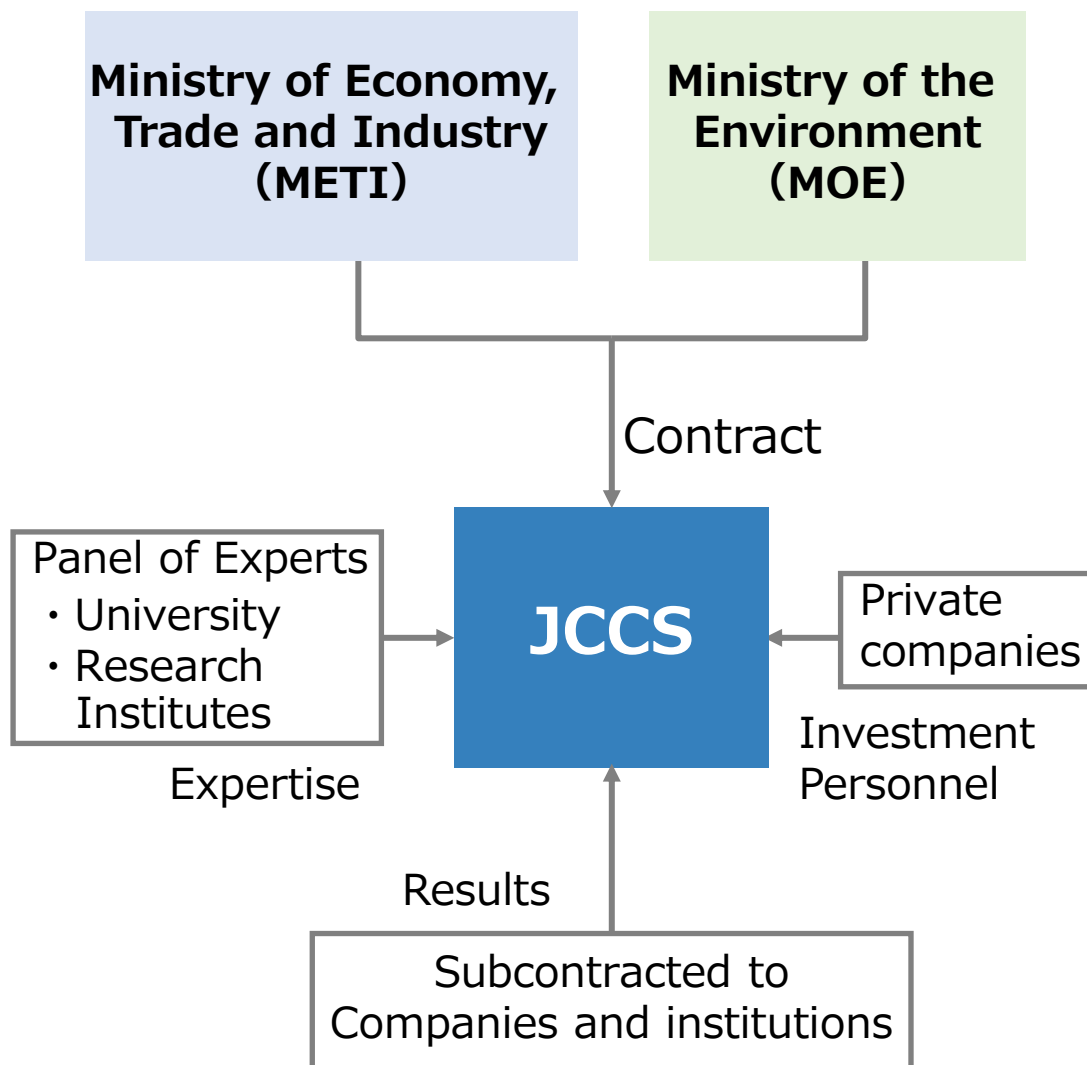 Ministry of Economy,
Trade and Industry
（METI）
Ministry of the
Environment
（MOE）
Contract
Panel of Experts
・University
・Research
Institutes
Expertise
JCCS
Private
companies
Investment
Personnel
Results
Subcontracted to
Companies and institutions